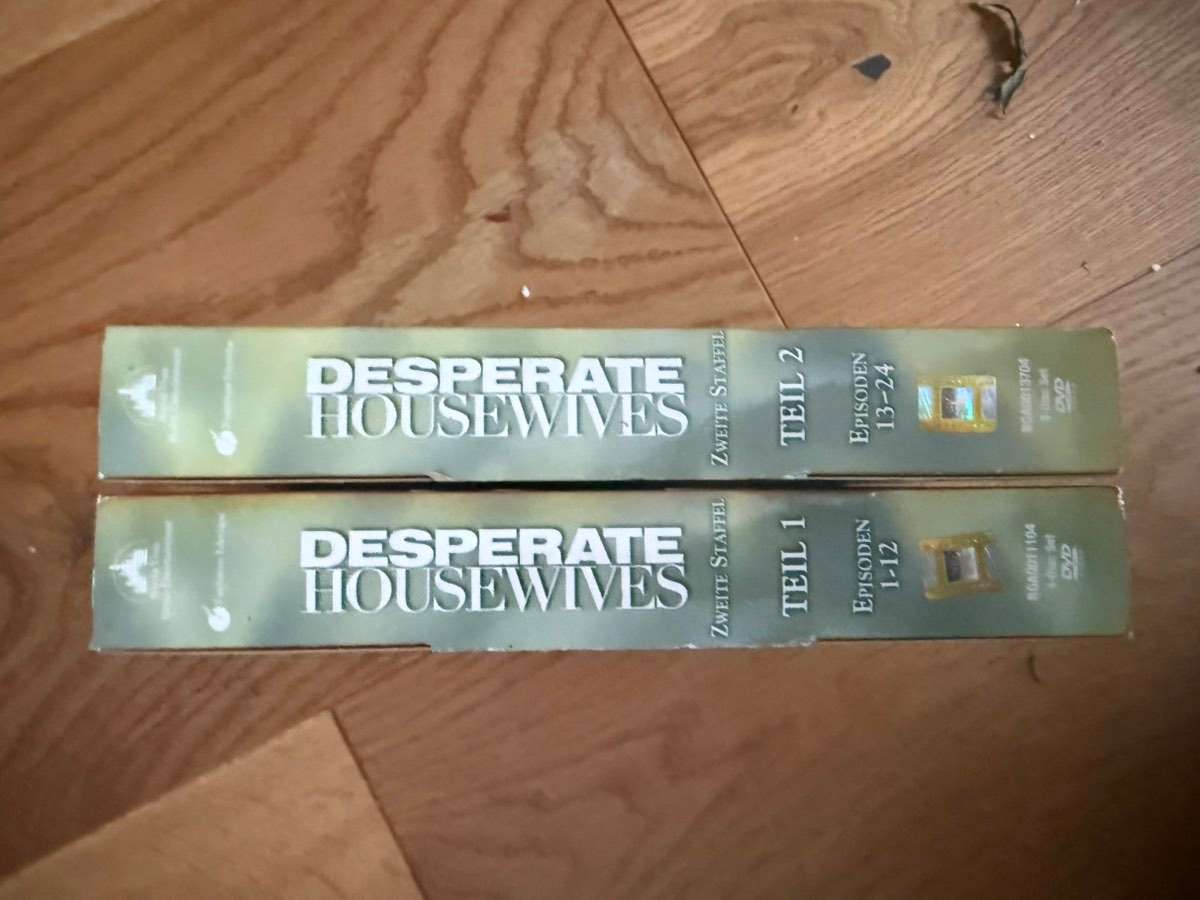 DESPERATE
HOUSEWIVES
ZWEITE STAFFEL
TEIL 2
EPISODEN
13-24
DVD
DESPERATE
HOUSEWIVES
ZWEITE STAFFEL
TEIL 1
EPISODEN
1-12
DVD